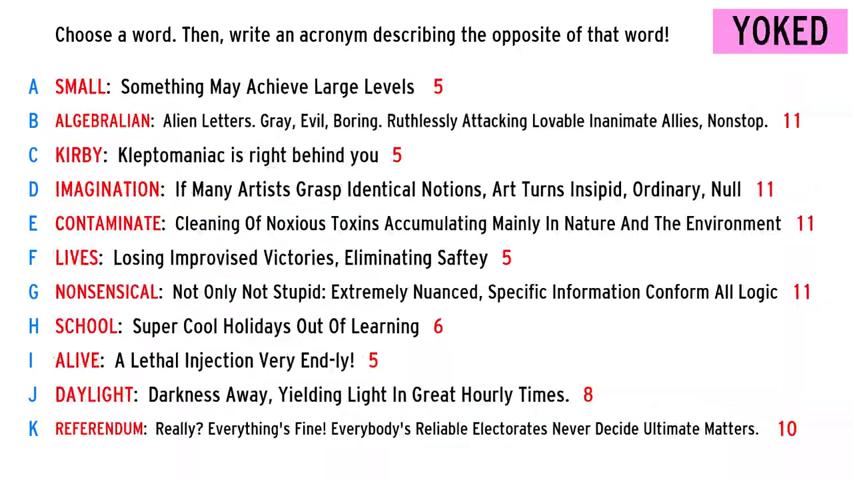 Choose a word. Then, write an acronym describing the opposite of that word!
YOKED
A SMALL: Something May Achieve Large Levels 5
B ALGEBRALIAN: Alien Letters. Gray, Evil, Boring. Ruthlessly Attacking Lovable Inanimate Allies, Nonstop. 11
C KIRBY: Kleptomaniac is right behind you 5
D IMAGINATION: If Many Artists Grasp Identical Notions, Art Turns Insipid, Ordinary, Null 11
E CONTAMINATE: Cleaning Of Noxious Toxins Accumulating Mainly In Nature And The Environment 11
F LIVES: Losing Improvised Victories, Eliminating Saftey 5
G NONSENSICAL: Not Only Not Stupid: Extremely Nuanced, Specific Information Conform All Logic 11
H SCHOOL: Super Cool Holidays Out Of Learning 6
I ALIVE: A Lethal Injection Very End-ly! 5
J DAYLIGHT: Darkness Away, Yielding Light In Great Hourly Times. 8
K REFERENDUM: Really? Everything's Fine! Everybody's Reliable Electorates Never Decide Ultimate Matters. 10